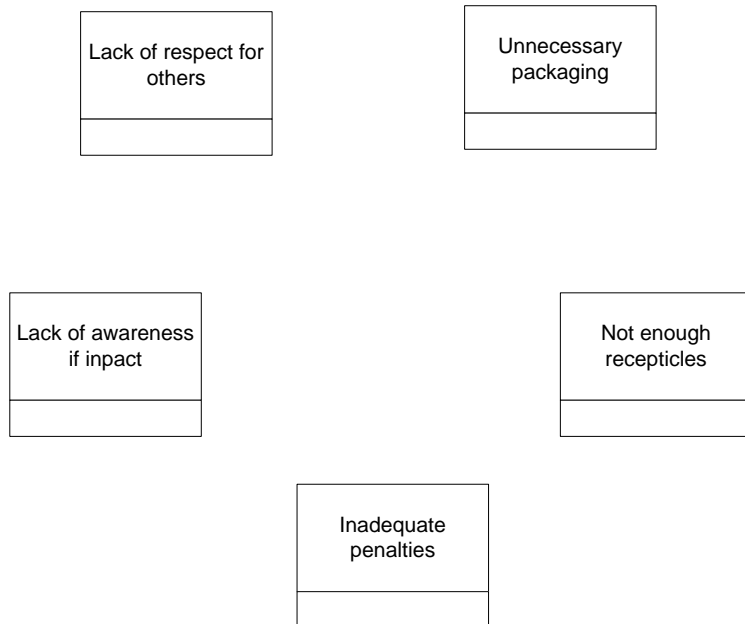 Lack of respect for
others
Unnecessary
packaging
Lack of awareness
if inpact
Not enough
recepticles
Inadequate
penalties